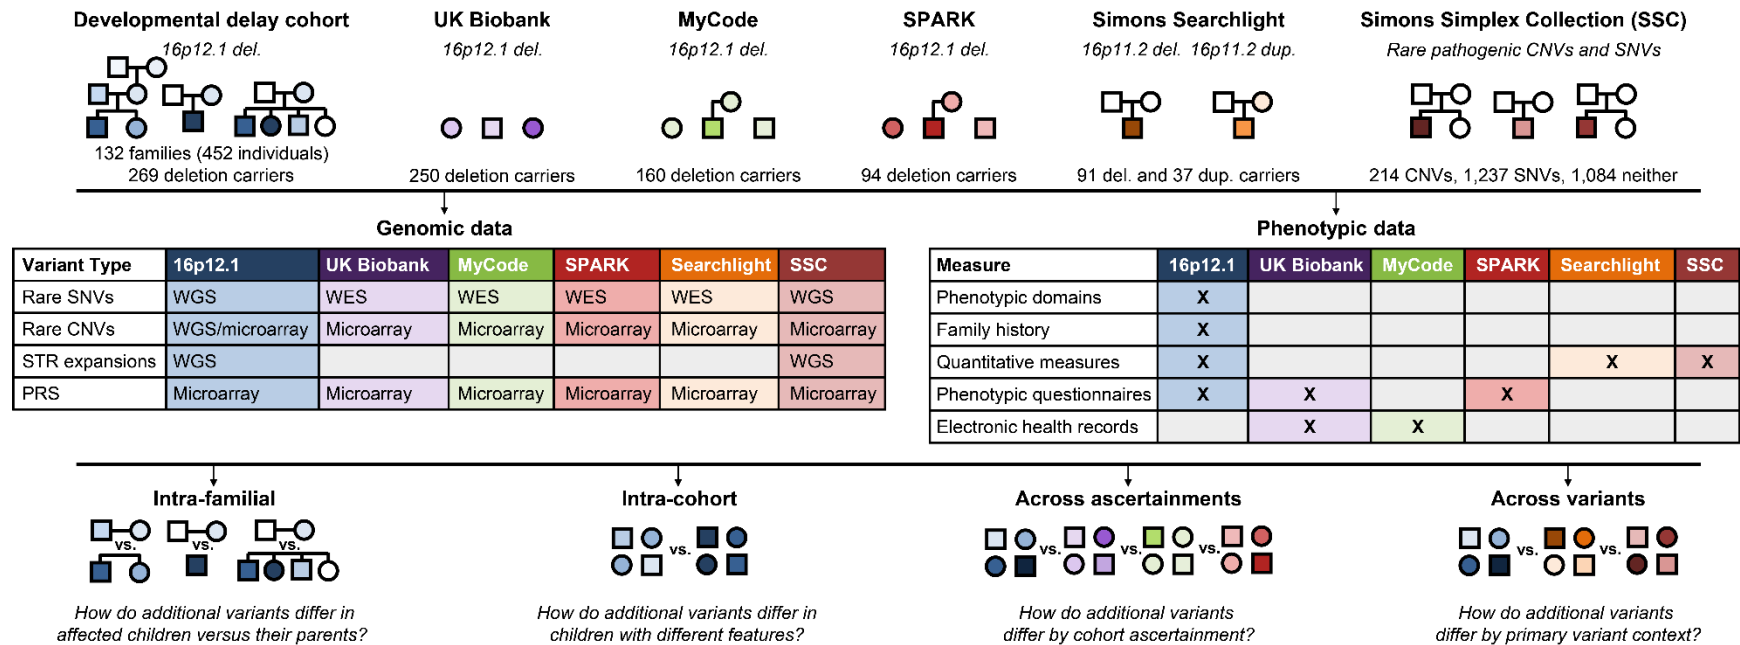 Developmental delay cohort
16p12.1 del.
132 families (452 individuals)
269 deletion carriers
UK Biobank
16p12.1 del.
250 deletion carriers
MyCode
16p12.1 del.
160 deletion carriers
SPARK
16p12.1 del.
94 deletion carriers
Simons Searchlight
16p11.2 del. 16p11.2 dup.
91 del. and 37 dup. carriers
Simons Simplex Collection (SSC)
Rare pathogenic CNVs and SNVs
214 CNVs, 1,237 SNVs, 1,084 neither
Genomic data
Variant Type 16p12.1 UK Biobank MyCode SPARK Searchlight SSC
Rare SNVs WGS WES WES WES WES WGS
Rare CNVs WGS/microarray Microarray Microarray Microarray Microarray Microarray
STR expansions WGS WGS
PRS Microarray Microarray Microarray Microarray Microarray Microarray
Phenotypic data
Measure 16p12.1 UK Biobank MyCode SPARK Searchlight SSC
Phenotypic domains X
Family history X
Quantitative measures X X X
Phenotypic questionnaires X X X
Electronic health records X X
Intra-familial
vs. vs. vs.
How do additional variants differ in
affected children versus their parents?
Intra-cohort
vs.
How do additional variants differ in
children with different features?
Across ascertainments
vs. vs. vs.
How do additional variants
differ by cohort ascertainment?
Across variants
vs. vs.
How do additional variants
differ by primary variant context?